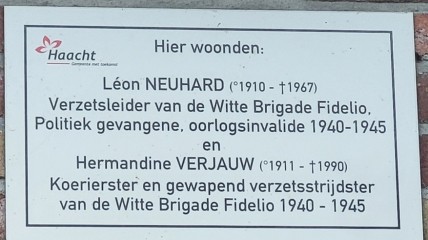 Haacht
Gemeente met toekomst
Hier woonden:
Léon NEUHARD (°1910 - †1967)
Verzetsleider van de Witte Brigade Fidelio,
Politiek gevangene, oorlogsinvalide 1940-1945
en
Hermandine VERJAUW (°1911 - †1990)
Koerierster en gewapend verzetsstrijdster
van de Witte Brigade Fidelio 1940 - 1945